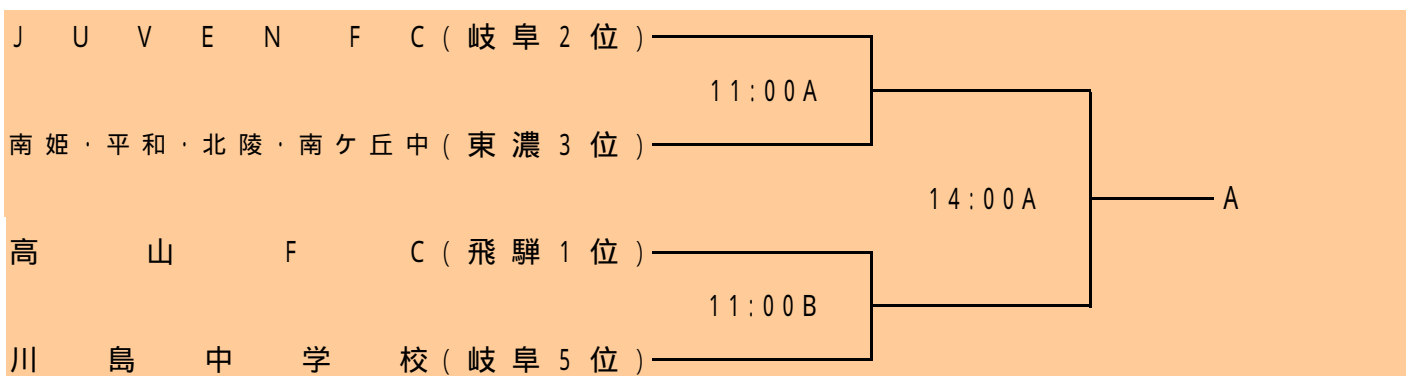 JUVEN FC(岐阜2位)
11:00A
南姫・平和・北陵・南ケ丘中(東濃3位)
14:00A
A
高山FC(飛騨1位)
11:00B
川島中学校(岐阜5位)